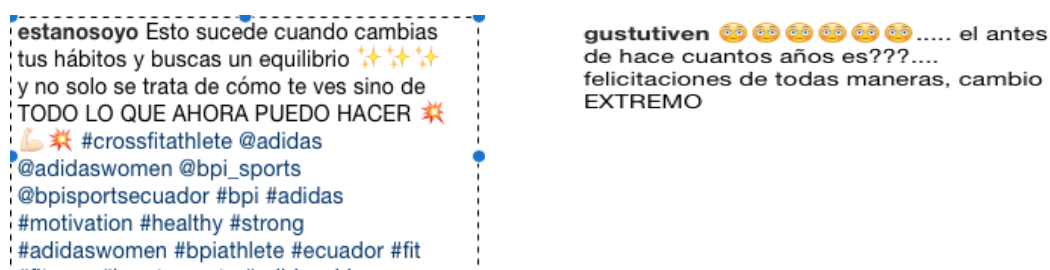 estanosoyo Esto sucede cuando cambias
tus hábitos y buscas un equilibrio ✨✨✨
y no solo se trata de cómo te ves sino de
TODO LO QUE AHORA PUEDO HACER 💥
💪🏻💥 #crossfitathlete @adidas
@adidaswomen @bpi_sports
@bpisportsecuador #bpi #adidas
#motivation #healthy #strong
#adidaswomen #bpiathlete #ecuador #fit
gustutiven 😳😳😳😳😳😳..... el antes
de hace cuantos años es???....
felicitaciones de todas maneras, cambio
EXTREMO